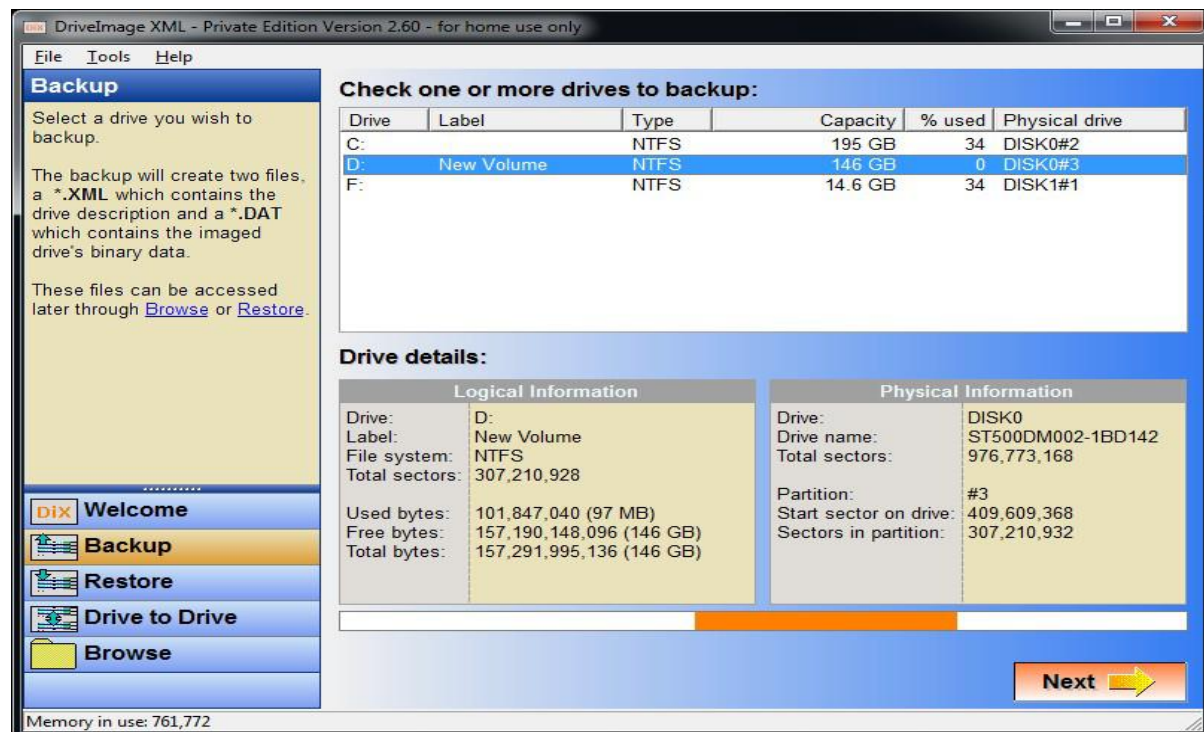 DriveImage XML - Private Edition Version 2.60 - for home use only
File Tools Help
Backup
Select a drive you wish to
backup.
The backup will create two files,
a *.XML which contains the
drive description and a *.DAT
which contains the imaged
drive's binary data.
These files can be accessed
later through Browse or Restore.
DiX Welcome
Backup
Restore
Drive to Drive
Browse
Check one or more drives to backup:
Drive Label Type Capacity % used Physical drive
C: NTFS 195 GB 34 DISK0#2
D: New Volume NTFS 146 GB 0 DISK0#3
F: NTFS 14.6 GB 34 DISK1#1
Drive details:
Logical Information
Drive: D:
Label: New Volume
File system: NTFS
Total sectors: 307,210,928
Used bytes: 101,847,040 (97 MB)
Free bytes: 157,190,148,096 (146 GB)
Total bytes: 157,291,995,136 (146 GB)
Physical Information
Drive: DISK0
Drive name: ST500DM002-1BD142
Total sectors: 976,773,168
Partition: #3
Start sector on drive: 409,609,368
Sectors in partition: 307,210,932
Next
Memory in use: 761,772